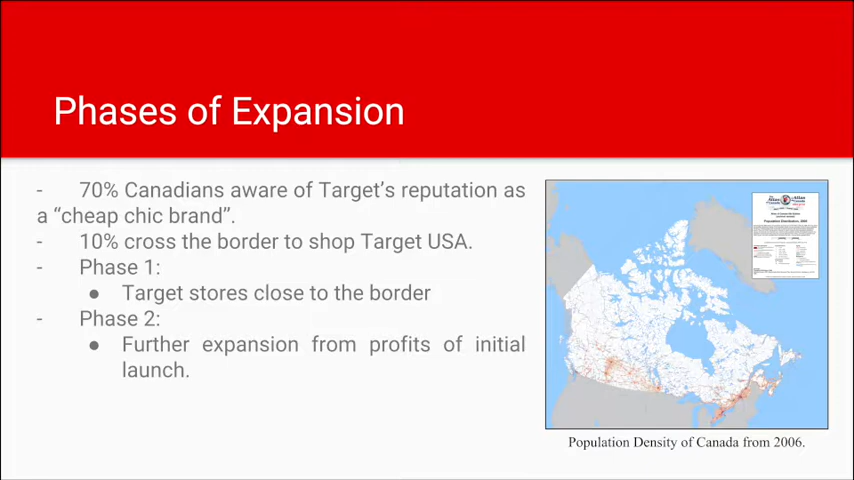 Phases of Expansion
- 70% Canadians aware of Target's reputation as
a “cheap chic brand”.
- 10% cross the border to shop Target USA.
- Phase 1:
● Target stores close to the border
- Phase 2:
● Further expansion from profits of initial
launch.
Population Density of Canada from 2006.